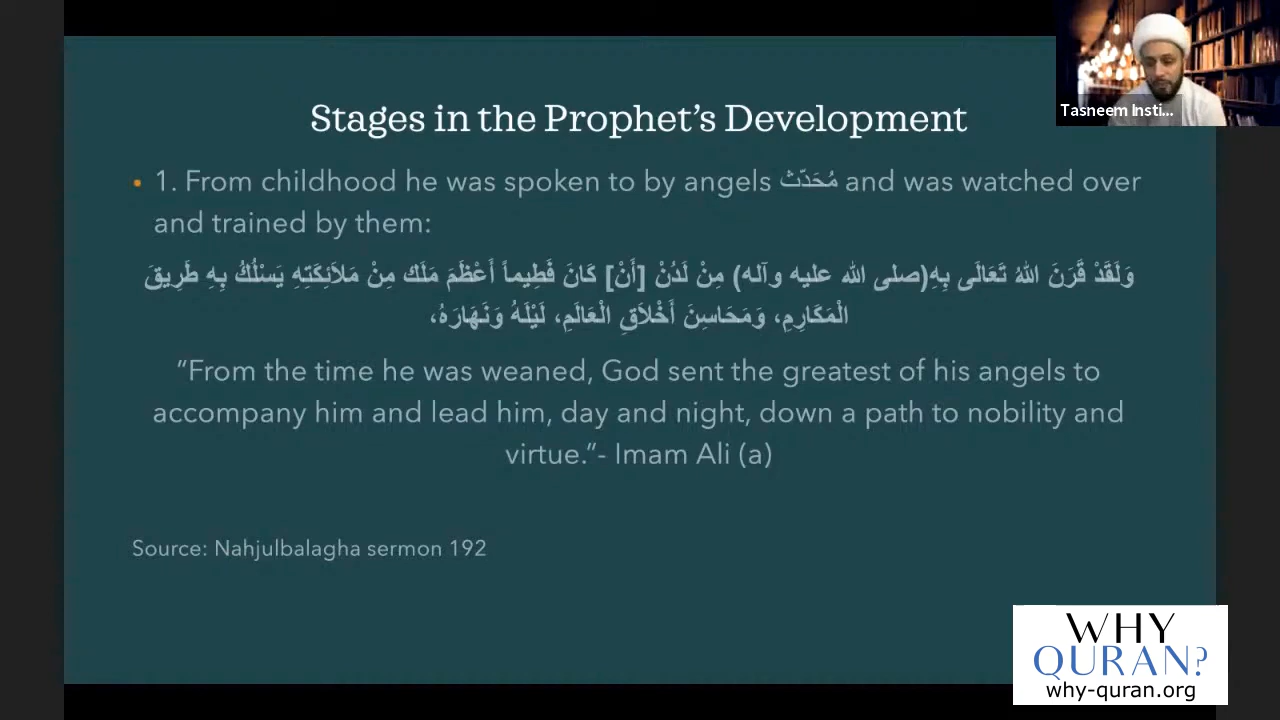 Tasneem Insti...
Stages in the Prophet’s Development
• 1. From childhood he was spoken to by angels مُحَدّث and was watched over
and trained by them:
وَلَقَدْ قَرَنَ اللهُ تَعَالَى بِهِ(صلى الله عليه وآله) مِنْ لَدُنْ [أَنْ] كَانَ فَطِيماً أَعْظَمَ مَلَك مِنْ مَلاَئِكَتِهِ يَسْلُكُ بِهِ طَرِيقَ
الْمَكَارِمِ، وَمَحَاسِنَ أَخْلاَقِ الْعَالَمِ، لَيْلَهُ وَنَهَارَهُ،
“From the time he was weaned, God sent the greatest of his angels to
accompany him and lead him, day and night, down a path to nobility and
virtue.”- Imam Ali (a)
Source: Nahjulbalagha sermon 192
WHY
QURAN?
why-quran.org